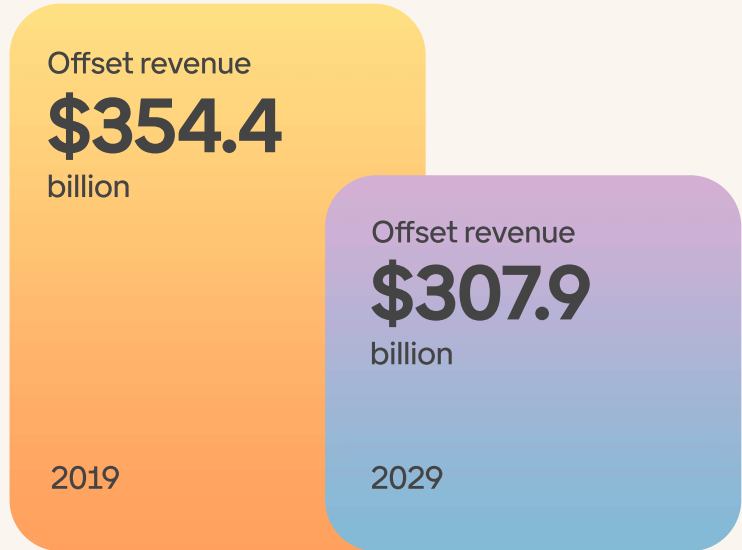 Offset revenue
$354.4
billion
2019
Offset revenue
$307.9
billion
2029